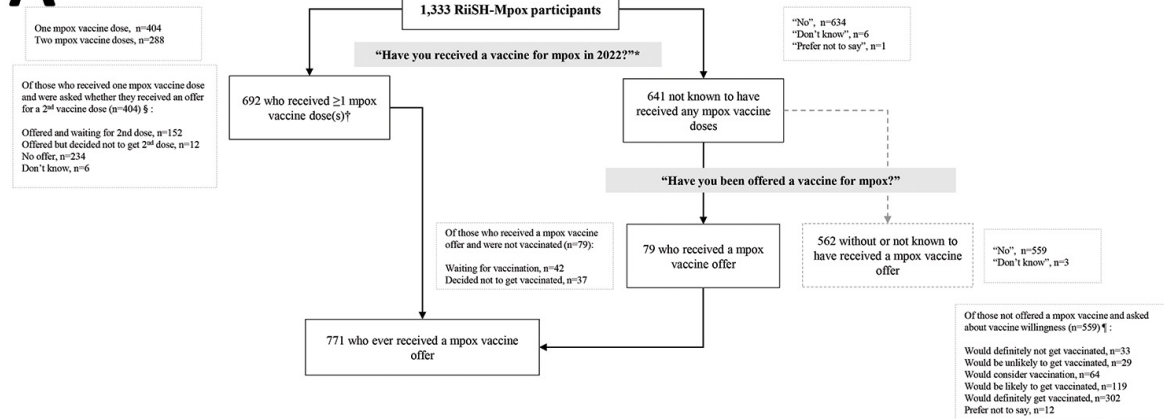 A
1,333 RiiSH-Mpox participants
One mpox vaccine dose, n=404
Two mpox vaccine doses, n=288
“No”, n=634
“Don’t know”, n=6
“Prefer not to say”, n=1
“Have you received a vaccine for mpox in 2022?”*
Of those who received one mpox vaccine dose
and were asked whether they received an offer
for a 2nd vaccine dose (n=404) § :
Offered and waiting for 2nd dose, n=152
Offered but decided not to get 2nd dose, n=12
No offer, n=234
Don’t know, n=6
692 who received ≥1 mpox
vaccine dose(s)†
641 not known to have
received any mpox vaccine
doses
“Have you been offered a vaccine for mpox?”
Of those who received a mpox vaccine
offer and were not vaccinated (n=79):
Waiting for vaccination, n=42
Decided not to get vaccinated, n=37
79 who received a mpox
vaccine offer
562 without or not known to
have received a mpox vaccine
offer
“No”, n=559
“Don’t know”, n=3
771 who ever received a mpox vaccine
offer
Of those not offered a mpox vaccine and asked
about vaccine willingness (n=559) ¶ :
Would definitely not get vaccinated, n=33
Would be unlikely to get vaccinated, n=29
Would consider vaccination, n=64
Would be likely to get vaccinated, n=119
Would definitely get vaccinated, n=302
Prefer not to say, n=12